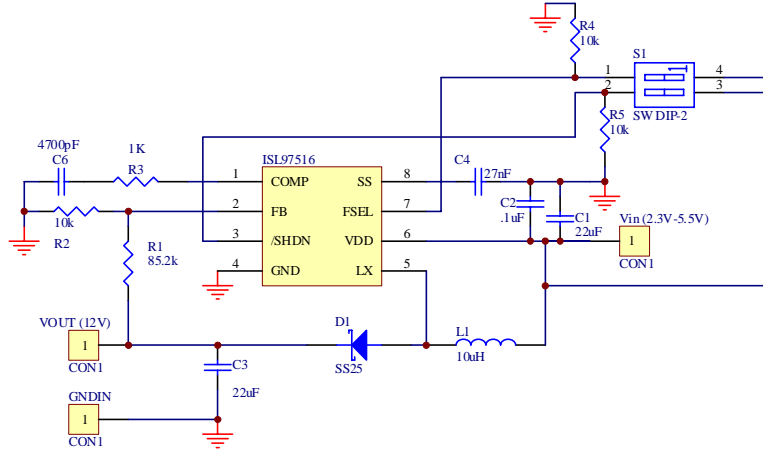 R4
10k
S1
1
4
2
3
SW DIP-2
R5
10k
4700pF
C6
1K
R3
ISL97516
C4
27nF
1
COMP
SS
8
2
FB
FSEL
7
3
/SHDN
VDD
6
4
GND
LX
5
10k
R2
R1
85.2k
C2
.1uF
C1
22uF
Vin (2.3V-5.5V)
1
CON1
VOUT (12V)
1
CON1
D1
SS25
L1
10uH
C3
22uF
GNDIN
1
CON1